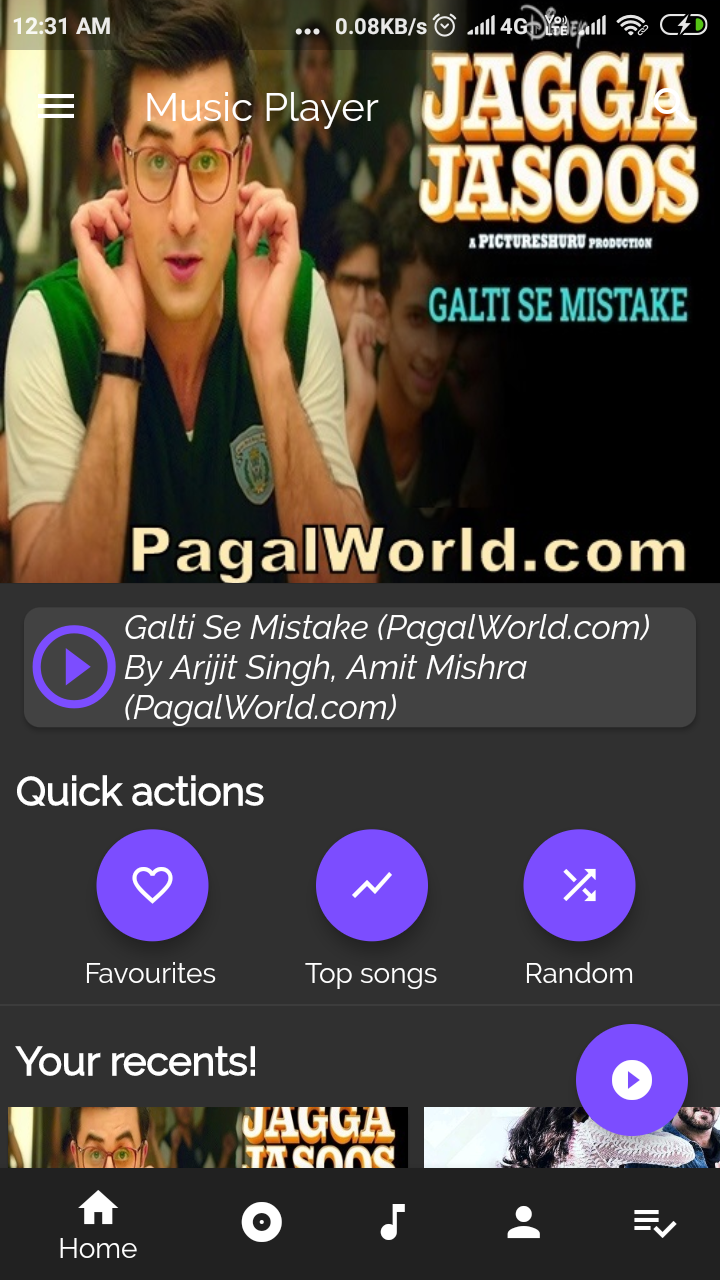 12:31 AM
... 0.08KB/s 4G VoLTE
Disney
Music Player
JAGGA
JASOOS
A PICTURESHURU PRODUCTION
GALTI SE MISTAKE
PagalWorld.com
Galti Se Mistake (PagalWorld.com)
By Arijit Singh, Amit Mishra
(PagalWorld.com)
Quick actions
Favourites
Top songs
Random
Your recents!
JAGGA
JASOOS
Home